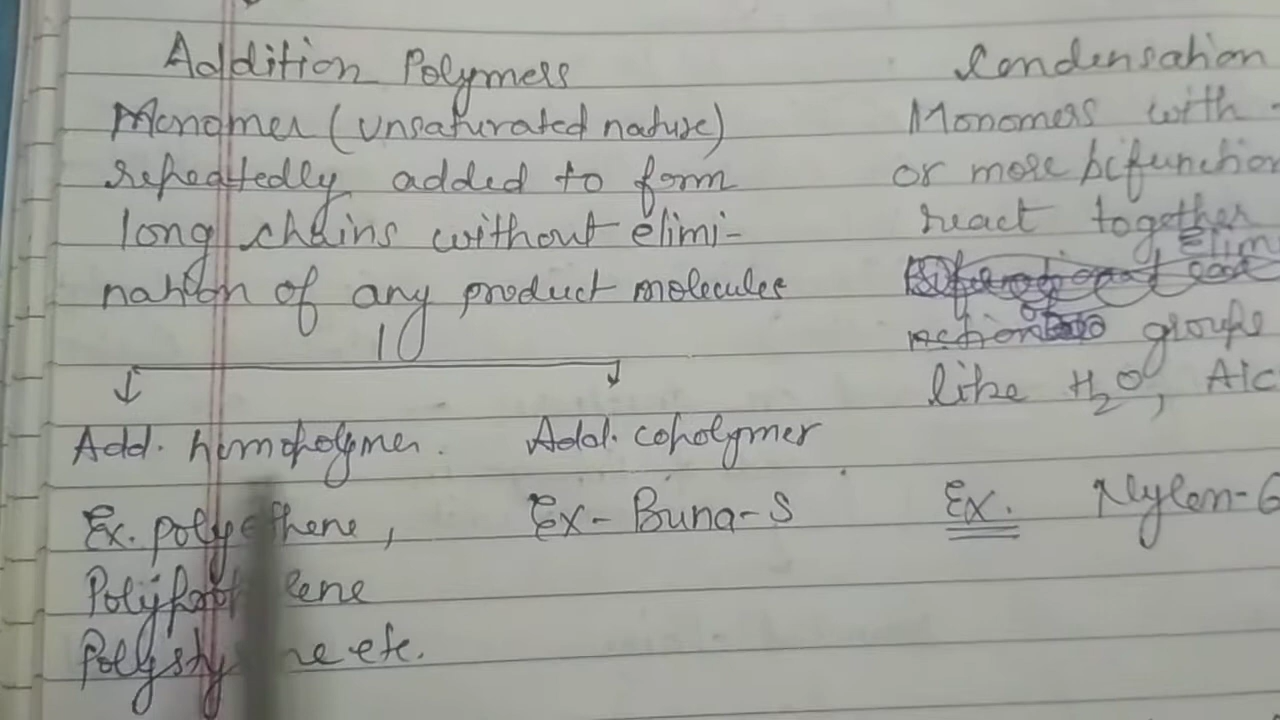 Addition Polymers
Monomer (unsaturated nature)
repeatedly added to form
long chains without elimi-
nation of any product molecules
Add. homopolymer.
Add. copolymer
Ex. polyethene,
Ex - Buna-S
Polystyrene etc.
Condensation
Monomers with
or more bifunction
react together
Elim
of groups
like H2O, Alc
Ex. Nylon-6